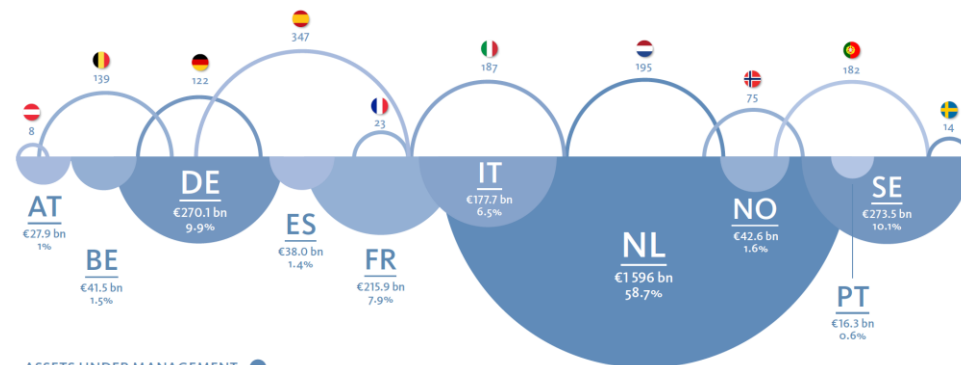 347
139
122
187
195
182
8
23
75
14
AT
€27.9 bn
1%
BE
€41.5 bn
1.5%
DE
€270.1 bn
9.9%
ES
€38.0 bn
1.4%
FR
€215.9 bn
7.9%
IT
€177.7 bn
6.5%
NL
€1 596 bn
58.7%
NO
€42.6 bn
1.6%
PT
€16.3 bn
0.6%
SE
€273.5 bn
10.1%
ASSETS UNDER MANAGEMENT